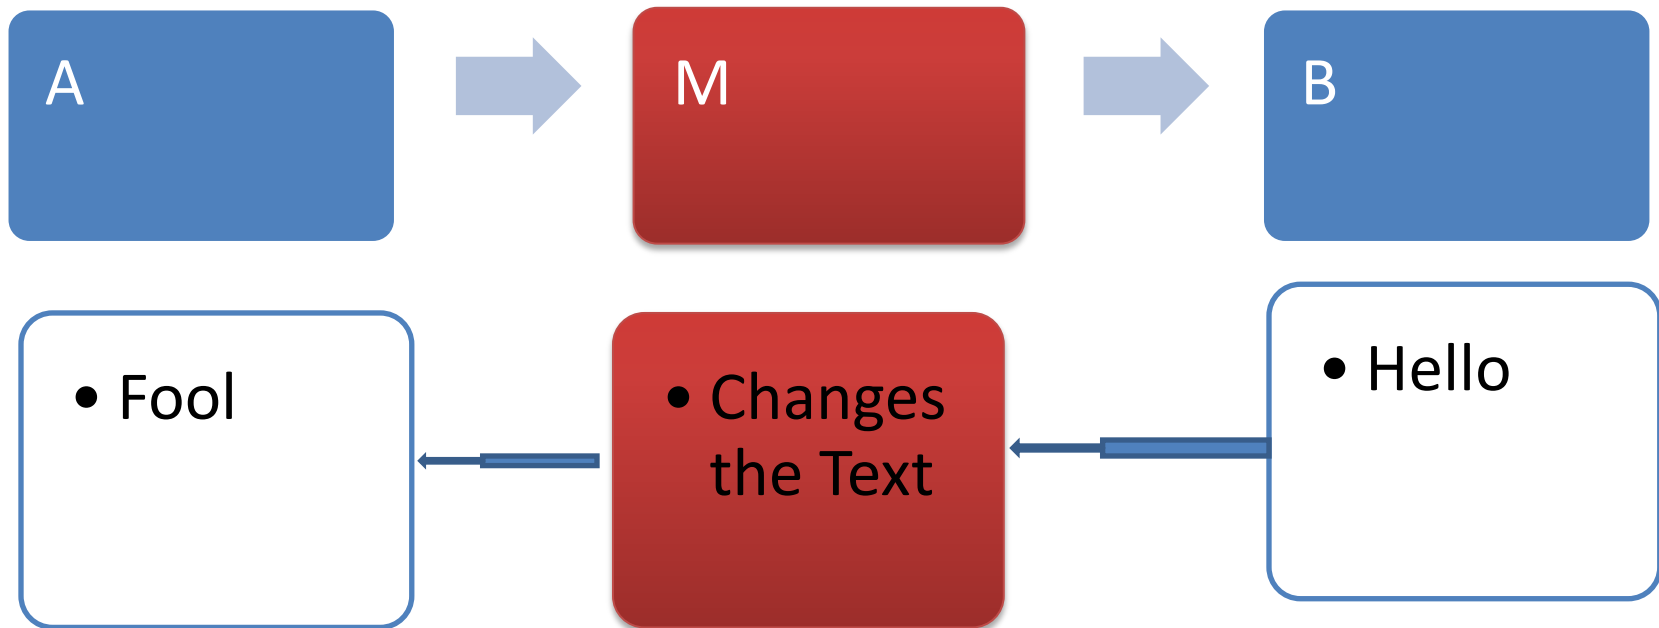 A
M
B
• Fool
• Changes
the Text
• Hello